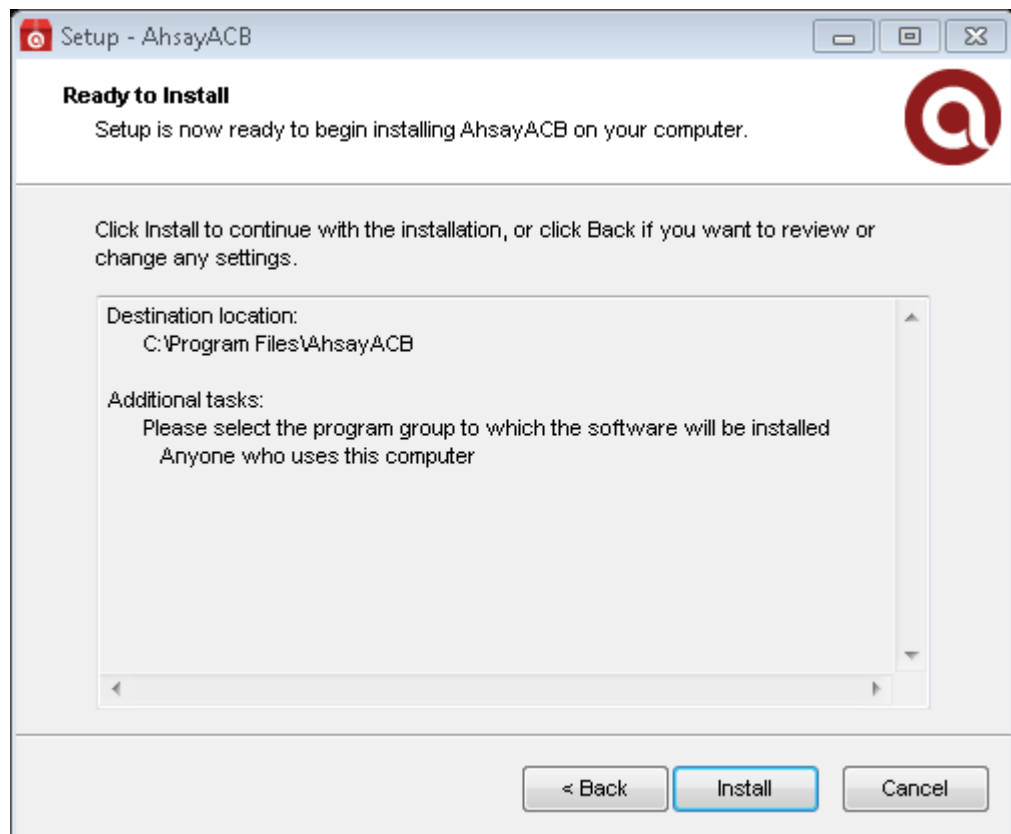 Setup - AhsayACB
Ready to Install
Setup is now ready to begin installing AhsayACB on your computer.
Click Install to continue with the installation, or click Back if you want to review or
change any settings.
Destination location:
C:\Program Files\AhsayACB
Additional tasks:
Please select the program group to which the software will be installed
Anyone who uses this computer
< Back
Install
Cancel